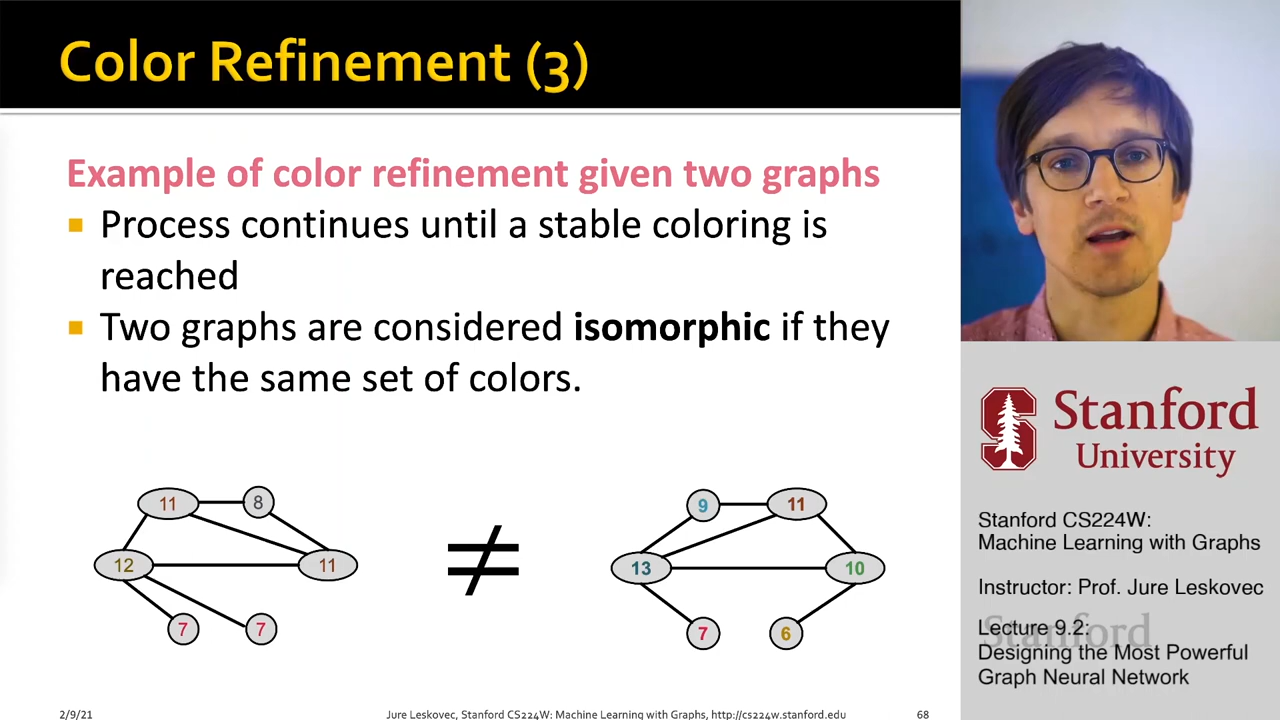 Color Refinement (3)
Example of color refinement given two graphs
Process continues until a stable coloring is
reached
Two graphs are considered isomorphic if they
have the same set of colors.
11
8
12
11
7
7
≠
9
11
13
10
7
6
2/9/21
Jure Leskovec, Stanford CS224W: Machine Learning with Graphs, http://cs224w.stanford.edu
68
Stanford
University
Stanford CS224W:
Machine Learning with Graphs
Instructor: Prof. Jure Leskovec
Lecture 9.2:
Stanford
Designing the Most Powerful
Graph Neural Network